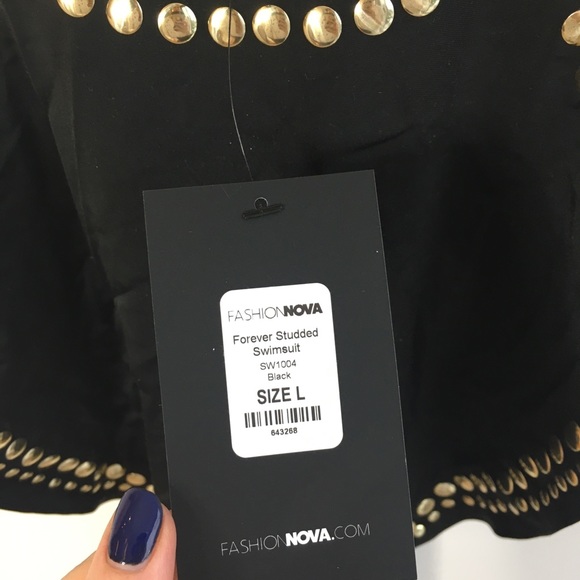 FASHIONNOVA
Forever Studded
Swimsuit
SW1004
Black
SIZE L
643268
FASHIONNOVA.COM